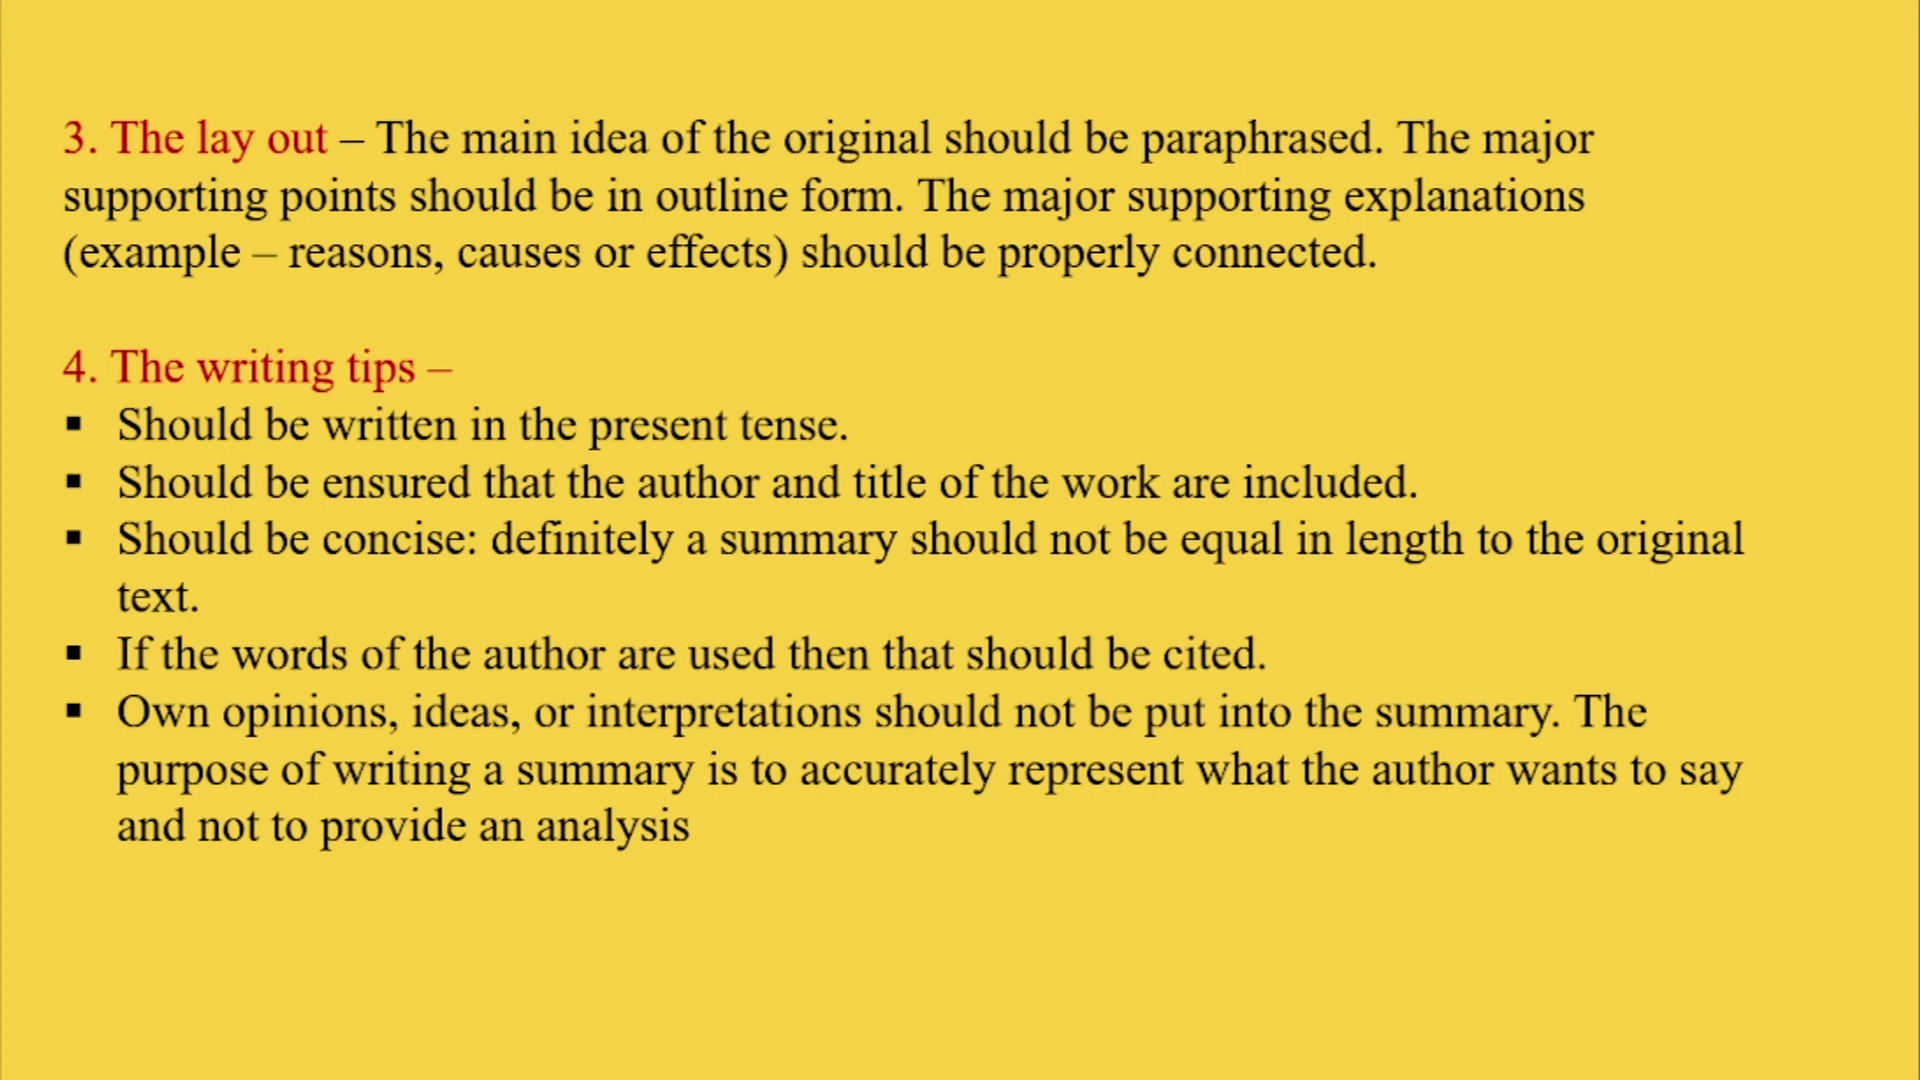 3. The lay out – The main idea of the original should be paraphrased. The major
supporting points should be in outline form. The major supporting explanations
(example – reasons, causes or effects) should be properly connected.
4. The writing tips –
▪ Should be written in the present tense.
▪ Should be ensured that the author and title of the work are included.
▪ Should be concise: definitely a summary should not be equal in length to the original
text.
▪ If the words of the author are used then that should be cited.
▪ Own opinions, ideas, or interpretations should not be put into the summary. The
purpose of writing a summary is to accurately represent what the author wants to say
and not to provide an analysis